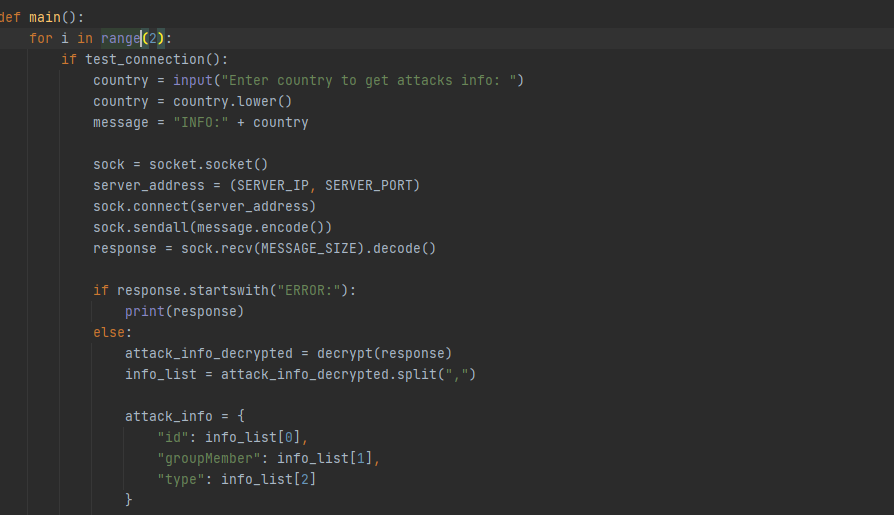 def main():
    for i in range(2):
        if test_connection():
            country = input("Enter country to get attacks info: ")
            country = country.lower()
            message = "INFO:" + country

            sock = socket.socket()
            server_address = (SERVER_IP, SERVER_PORT)
            sock.connect(server_address)
            sock.sendall(message.encode())
            response = sock.recv(MESSAGE_SIZE).decode()

            if response.startswith("ERROR:"):
                print(response)
            else:
                attack_info_decrypted = decrypt(response)
                info_list = attack_info_decrypted.split(",")

                attack_info = {
                    "id": info_list[0],
                    "groupMember": info_list[1],
                    "type": info_list[2]
                }